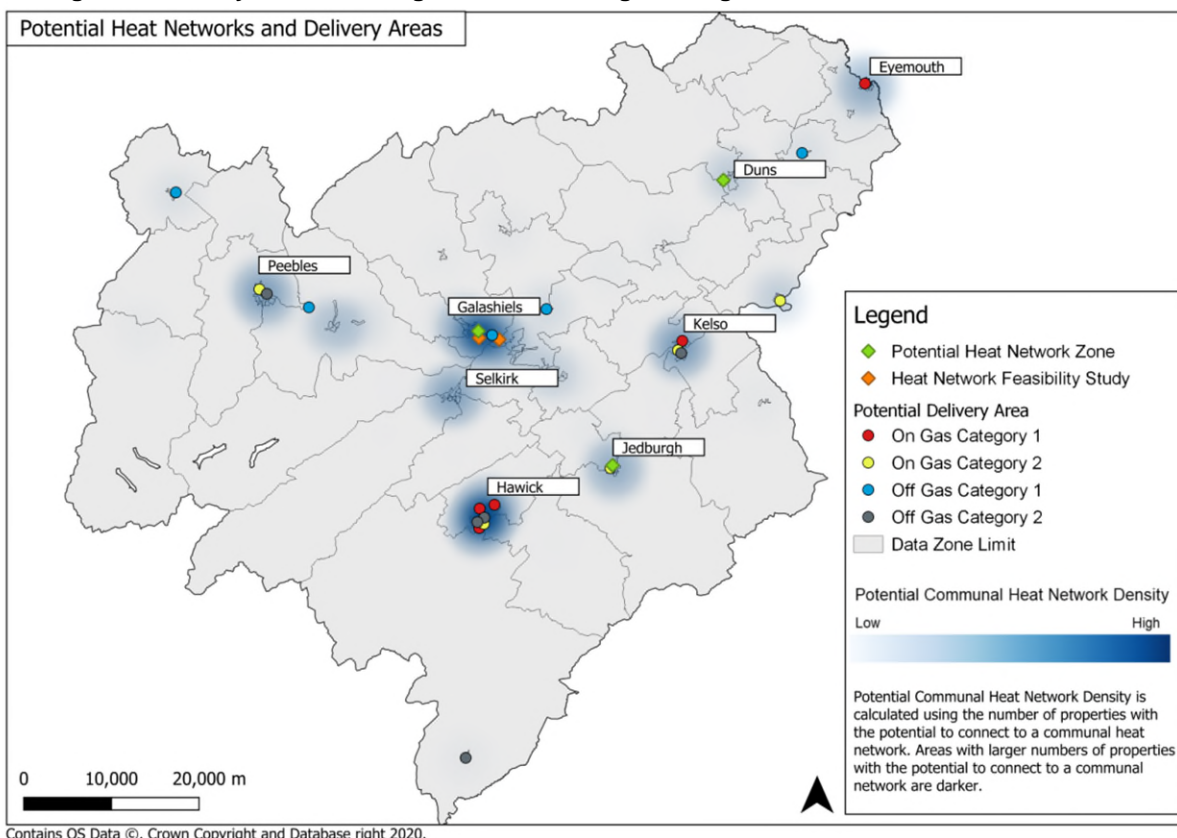 Potential Heat Networks and Delivery Areas
Eyemouth
Duns
Peebles
Galashiels
Kelso
Selkirk
Jedburgh
Hawick
Legend
Potential Heat Network Zone
Heat Network Feasibility Study
Potential Delivery Area
On Gas Category 1
On Gas Category 2
Off Gas Category 1
Off Gas Category 2
Data Zone Limit
Potential Communal Heat Network Density
Low High
Potential Communal Heat Network Density is
calculated using the number of properties with
the potential to connect to a communal heat
network. Areas with larger numbers of properties
with the potential to connect to a communal
network are darker.
0 10,000 20,000 m
Contains OS Data ©, Crown Copyright and Database right 2020.